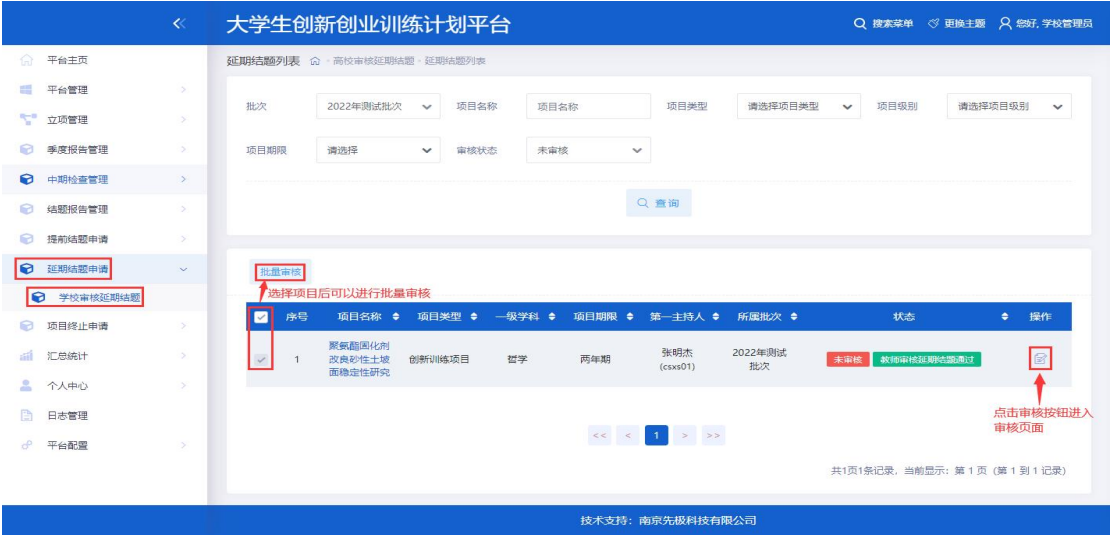 大学生创新创业训练计划平台
搜索菜单 更换主题 您好, 学校管理员
平台主页
平台管理
立项管理
季度报告管理
中期检查管理
结题报告管理
提前结题申请
延期结题申请
学校审核延期结题
项目终止申请
汇总统计
个人中心
日志管理
平台配置
延期结题列表 - 高校审核延期结题 - 延期结题列表
批次 2022年测试批次 项目名称 项目名称 项目类型 请选择项目类型 项目级别 请选择项目级别
项目期限 请选择 审核状态 未审核
查询
批量审核
选择项目后可以进行批量审核
序号 项目名称 项目类型 一级学科 项目期限 第一主持人 所属批次 状态 操作
1 聚氨酯固化剂改良砂性土坡面稳定性研究 创新训练项目 哲学 两年期 张明杰 (csxs01) 2022年测试批次 未审核 教师审核延期结题通过
点击审核按钮进入
审核页面
<< < 1 > >>
共1页1条记录, 当前显示: 第 1 页 (第 1 到 1 记录)
技术支持: 南京先极科技有限公司